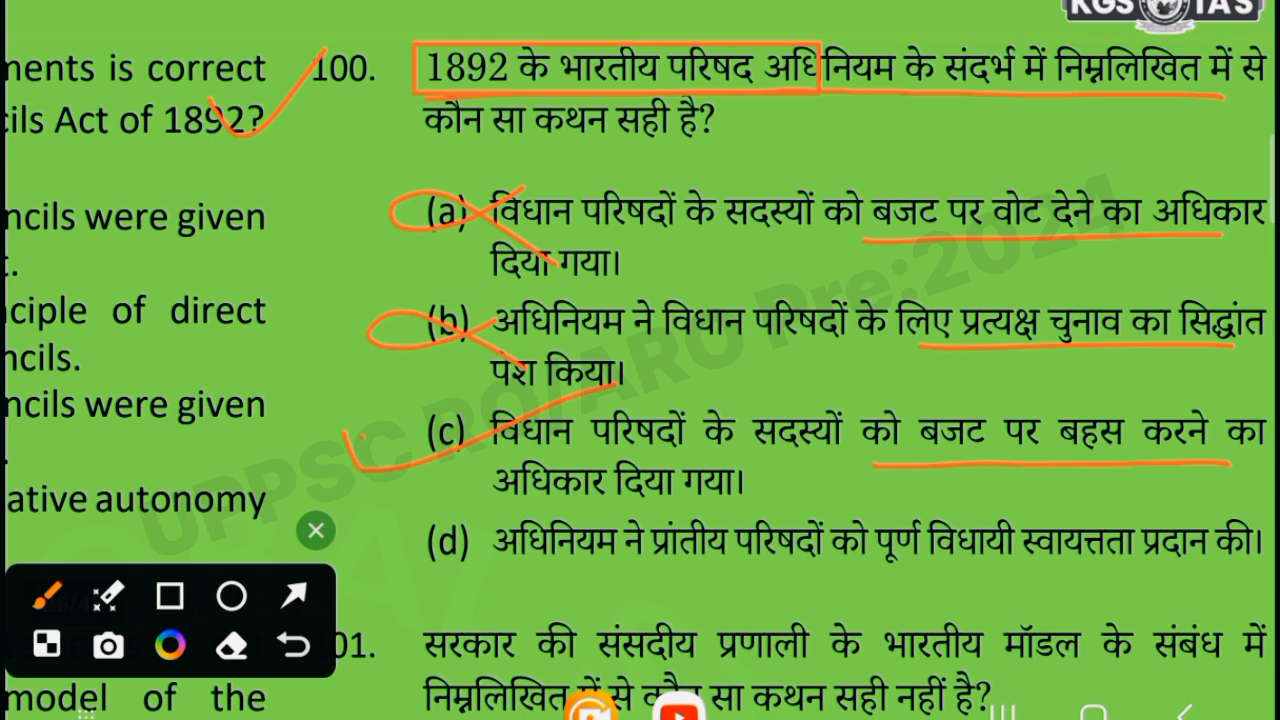 KGS IAS
ments is correct
cils Act of 1892?
ncils were given
t.
nciple of direct
ncils.
ncils were given
.
ative autonomy
model of the
100. 1892 के भारतीय परिषद अधिनियम के संदर्भ में निम्नलिखित में से
कौन सा कथन सही है?
(a) विधान परिषदों के सदस्यों को बजट पर वोट देने का अधिकार
दिया गया।
(b) अधिनियम ने विधान परिषदों के लिए प्रत्यक्ष चुनाव का सिद्धांत
पेश किया।
(c) विधान परिषदों के सदस्यों को बजट पर बहस करने का
अधिकार दिया गया।
(d) अधिनियम ने प्रांतीय परिषदों को पूर्ण विधायी स्वायत्तता प्रदान की।
01. सरकार की संसदीय प्रणाली के भारतीय मॉडल के संबंध में
निम्नलिखित में से कौन सा कथन सही नहीं है?
UPPSC RO/ARO Pre:2024